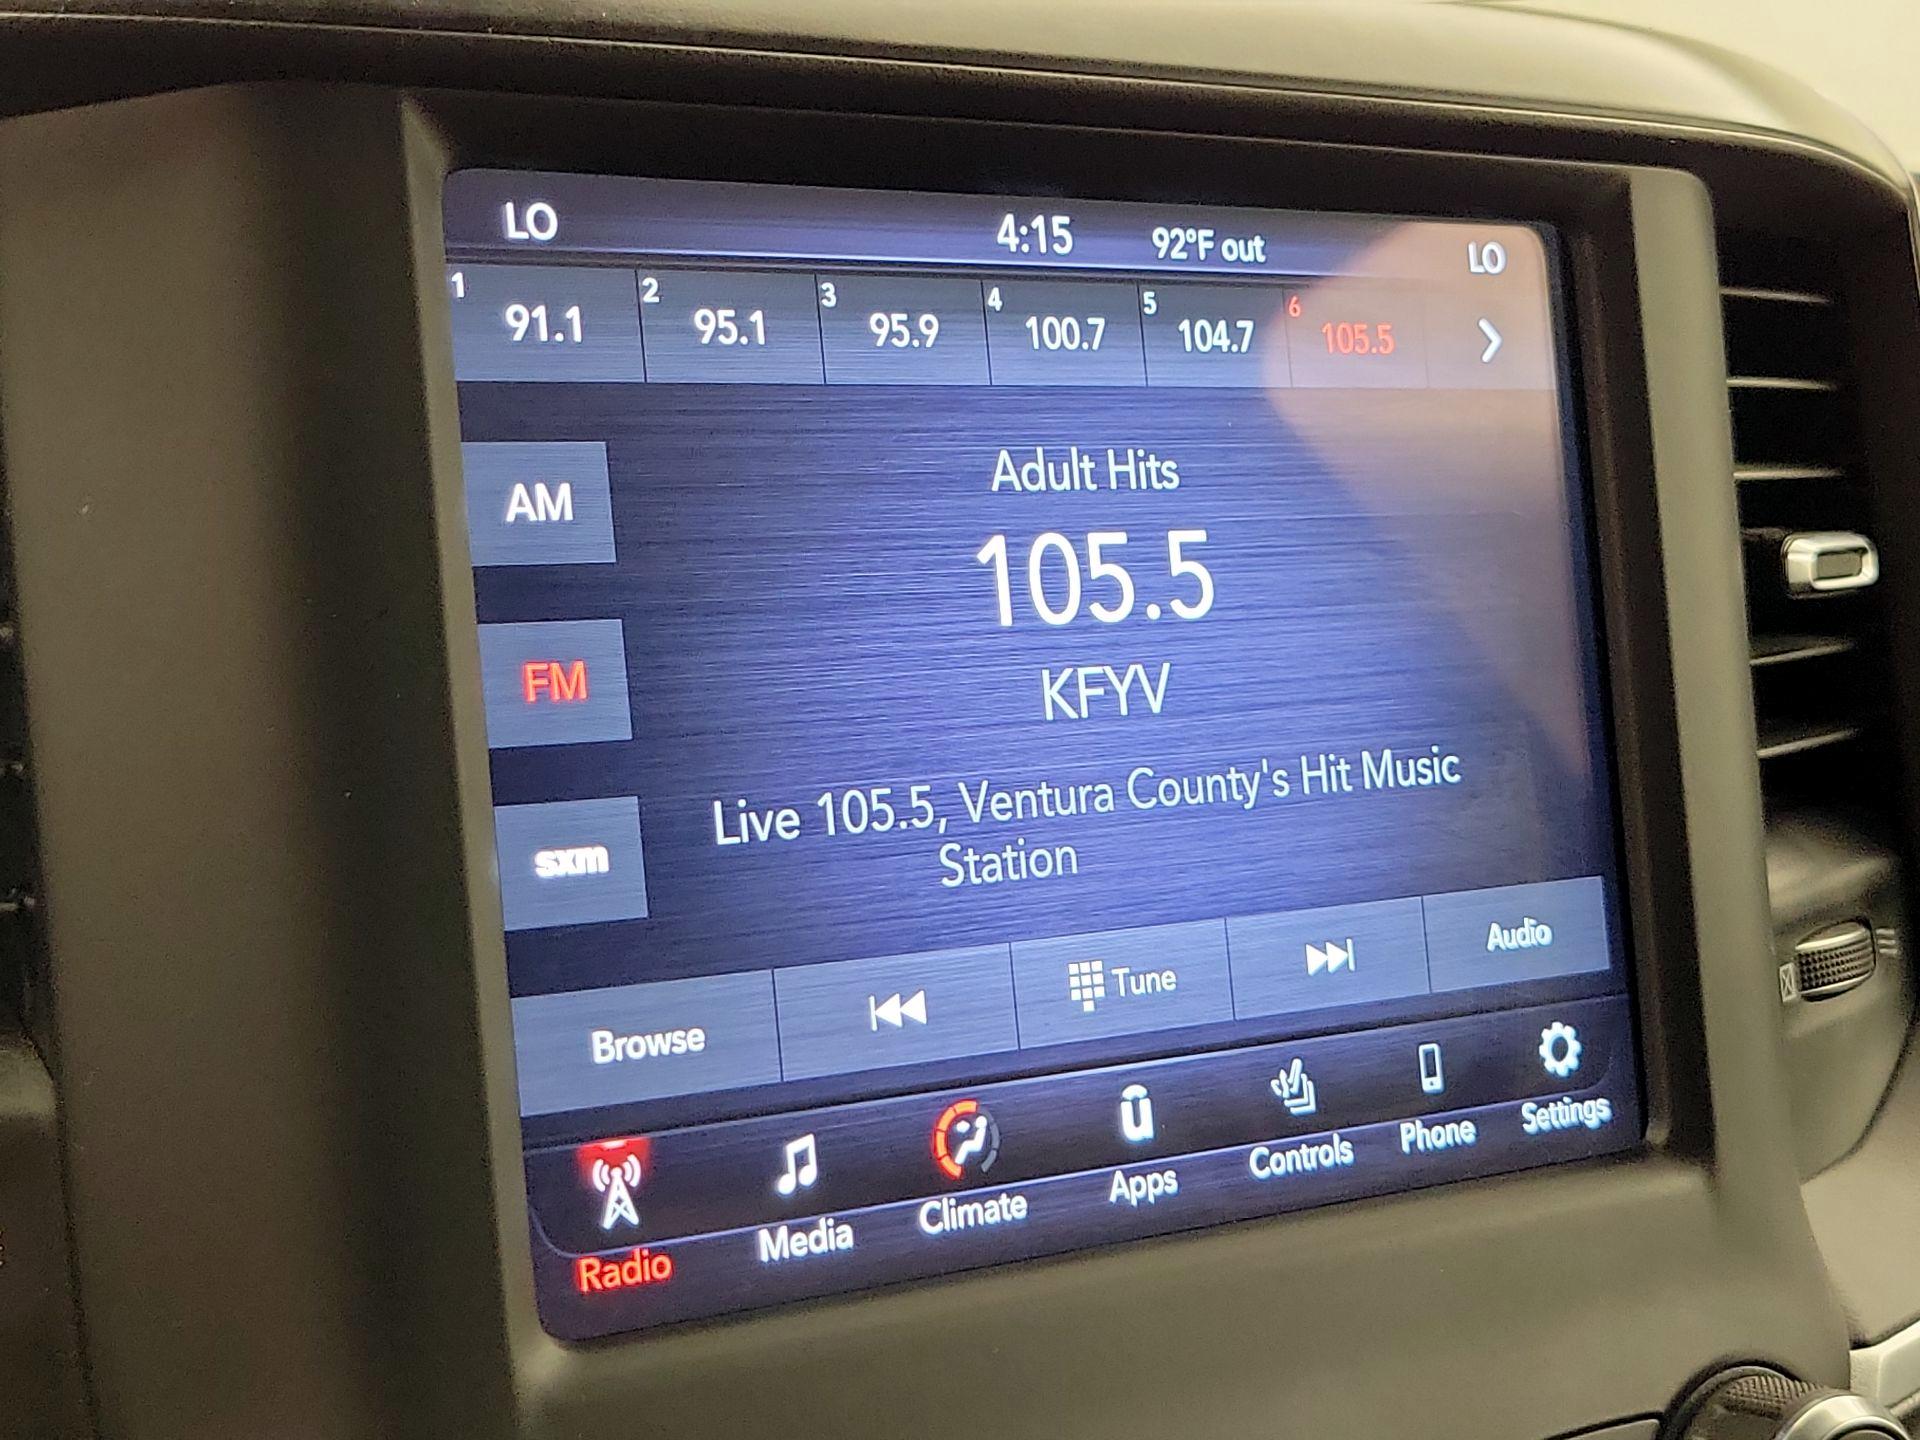 LO 4:15 92°F out LO
1 91.1 2 95.1 3 95.9 4 100.7 5 104.7 6 105.5
Adult Hits
AM
105.5
FM
KFYV
Live 105.5, Ventura County's Hit Music
Station
sxm
Browse Tune Audio
Radio Media Climate Apps Controls Phone Settings